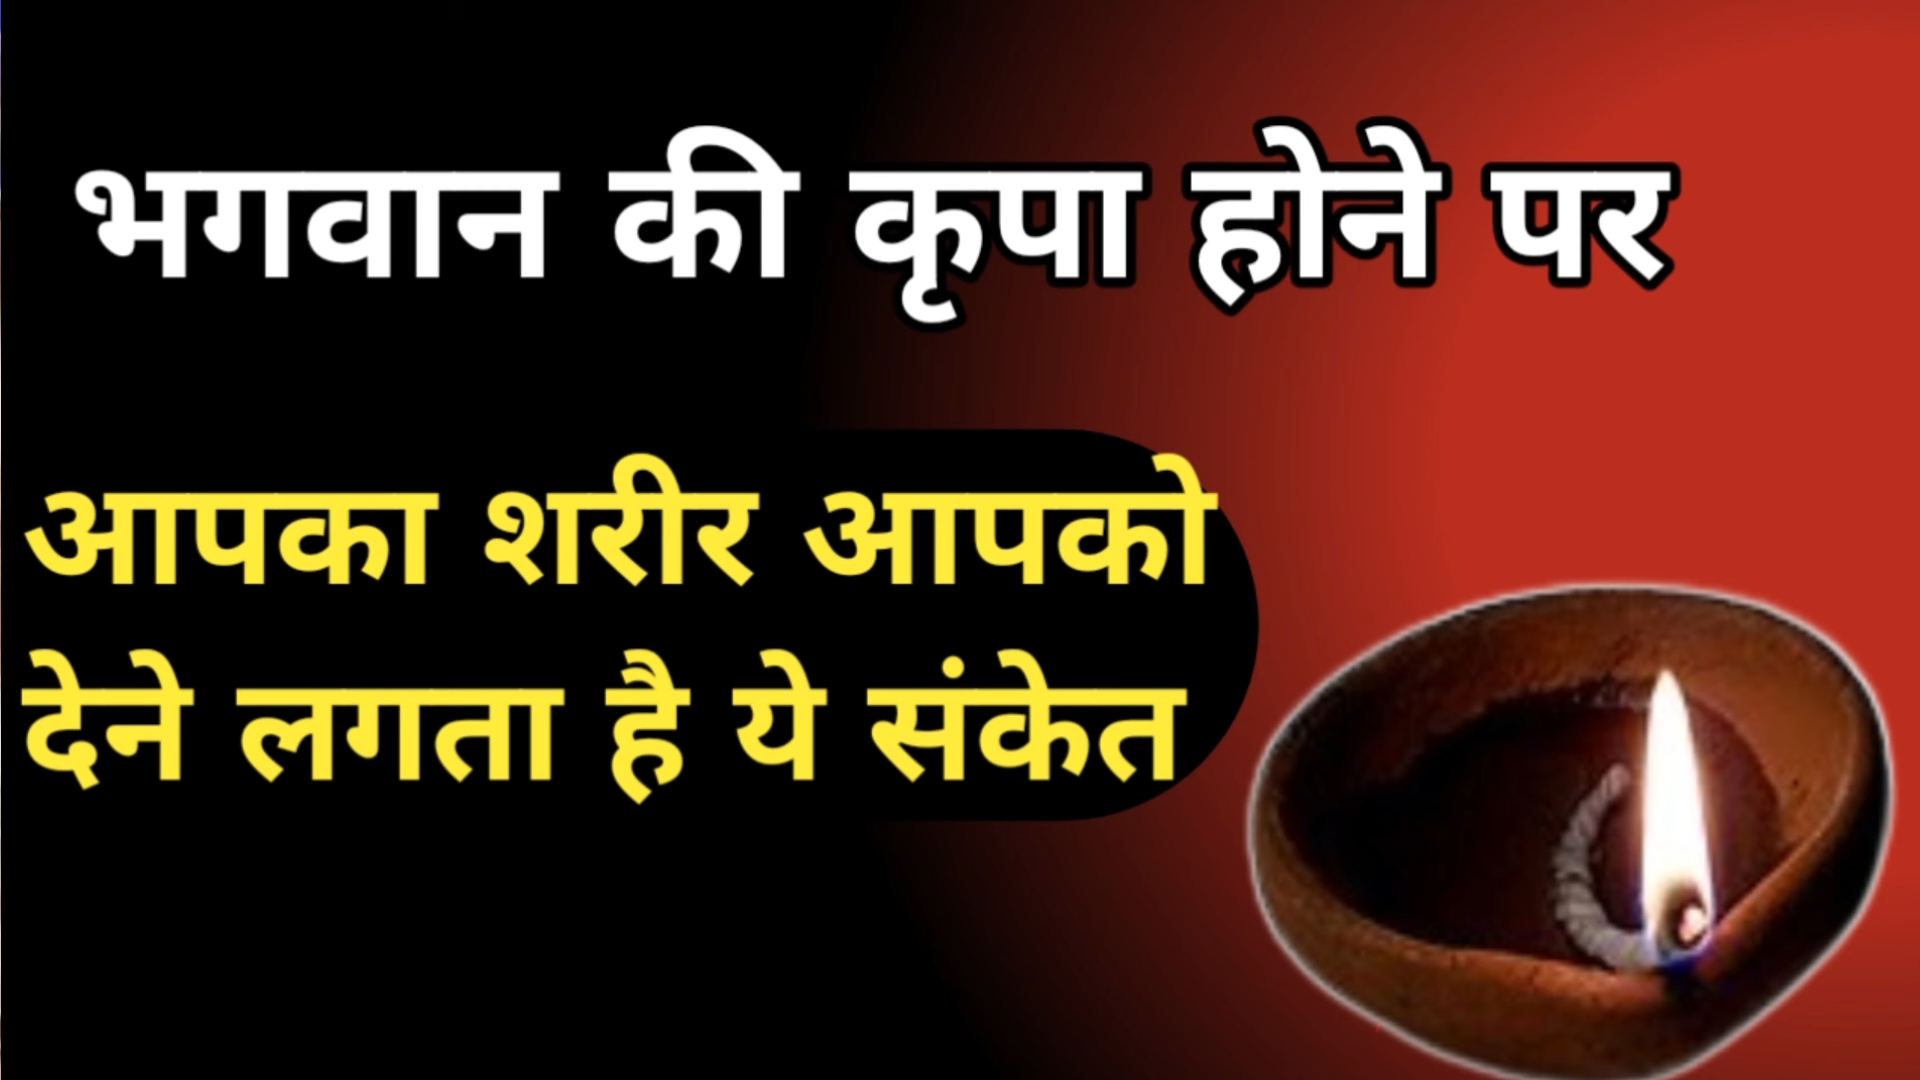 भगवान की कृपा होने पर
आपका शरीर आपको
देने लगता है ये संकेत